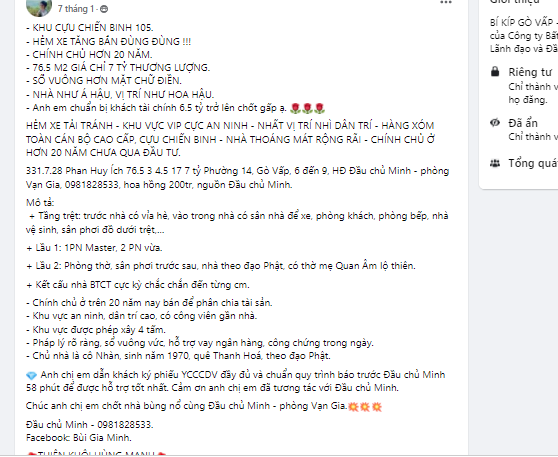 7 tháng 1 ·
- KHU CỰU CHIẾN BINH 105.
- HẺM XE TĂNG BẮN ĐÙNG ĐÙNG !!!
- CHÍNH CHỦ HƠN 20 NĂM.
- 76.5 M2 GIÁ CHỈ 7 TỶ THƯƠNG LƯỢNG.
- SỔ VUÔNG HƠN MẶT CHỮ ĐIỀN.
- NHÀ NHƯ Á HẬU, VỊ TRÍ NHƯ HOA HẬU.
- Anh em chuẩn bị khách tài chính 6.5 tỷ trở lên chốt gấp ạ. 🌹🌹🌹
HẺM XE TẢI TRÁNH - KHU VỰC VIP CỰC AN NINH - NHẤT VỊ TRÍ NHÌ DÂN TRÍ - HÀNG XÓM
TOÀN CÁN BỘ CAO CẤP, CỰU CHIẾN BINH - NHÀ THOÁNG MÁT RỘNG RÃI - CHÍNH CHỦ Ở
HƠN 20 NĂM CHƯA QUA ĐẦU TƯ.
331.7.28 Phan Huy Ích 76.5 3 4.5 17 7 tỷ Phường 14, Gò Vấp, 6 đến 9, HĐ Đầu chủ Minh - phòng
Vạn Gia, 0981828533, hoa hồng 200tr, nguồn Đầu chủ Minh.
Mô tả:
+ Tầng trệt: trước nhà có vỉa hè, vào trong nhà có sân nhà để xe, phòng khách, phòng bếp, nhà
vệ sinh, sân phơi đồ dưới trệt,...
+ Lầu 1: 1PN Master, 2 PN vừa.
+ Lầu 2: Phòng thờ, sân phơi trước sau, nhà theo đạo Phật, có thờ mẹ Quan Âm lộ thiên.
+ Kết cấu nhà BTCT cực kỳ chắc chắn đến từng cm.
- Chính chủ ở trên 20 năm nay bán để phân chia tài sản.
- Khu vực an ninh, dân trí cao, có công viên gần nhà.
- Khu vực được phép xây 4 tấm.
- Pháp lý rõ ràng, sổ vuông vức, hỗ trợ vay ngân hàng, công chứng trong ngày.
- Chủ nhà là cô Nhàn, sinh năm 1970, quê Thanh Hoá, theo đạo Phật.
💎 Anh chị em dẫn khách ký phiếu YCCCDV đầy đủ và chuẩn quy trình báo trước Đầu chủ Minh
58 phút để được hỗ trợ tốt nhất. Cảm ơn anh chị em đã tương tác với Đầu chủ Minh.
Chúc anh chị em chốt nhà bùng nổ cùng Đầu chủ Minh - phòng Vạn Gia.💥💥💥
Đầu chủ Minh - 0981828533.
Facebook: Bùi Gia Minh.
THIÊN KHÔI HÙNG MẠNH
BÍ KÍP GÒ VẤP -
của Công ty Bất
Lãnh đạo và Đầ
Riêng tư
Chỉ thành v
họ đăng.
Đã ẩn
Chỉ thành v
Tổng quá